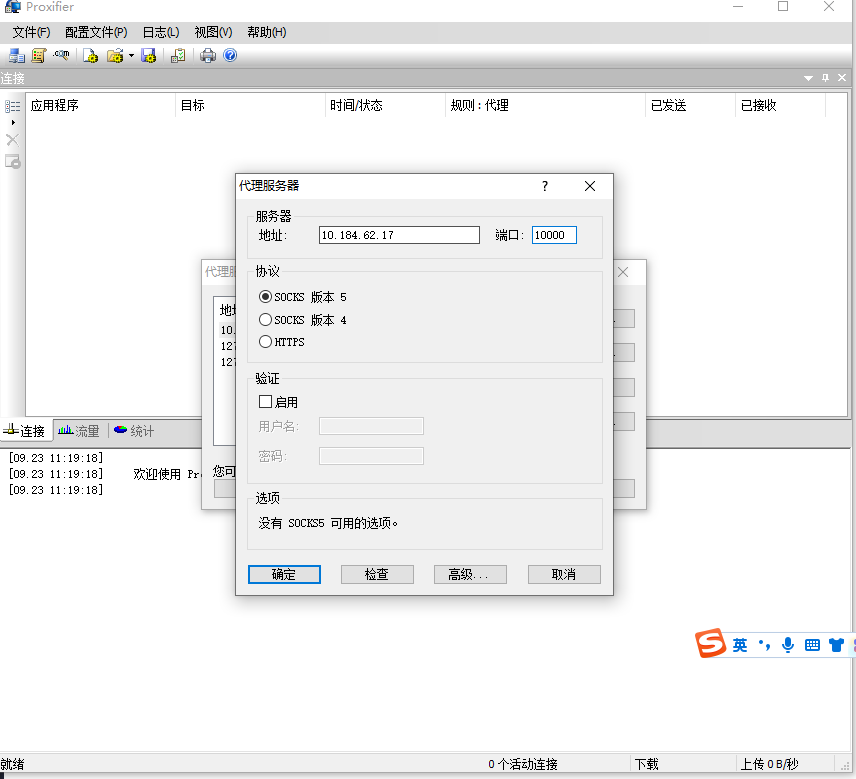 Proxifier
文件(F) 配置文件(P) 日志(L) 视图(V) 帮助(H)
连接
应用程序 目标 时间/状态 规则 : 代理 已发送 已接收
代理服务器 ?
服务器
地址: 10.184.62.17 端口: 10000
协议
SOCKS 版本 5
SOCKS 版本 4
HTTPS
验证
启用
用户名:
密码:
选项
没有 SOCKS5 可用的选项。
确定 检查 高级... 取消
代理服
10.
127
127
您可
连接 流量 统计
[09.23 11:19:18]
[09.23 11:19:18] 欢迎使用 Pro
[09.23 11:19:18]
英
就绪 0 个活动连接 下载 上传 0 B/秒